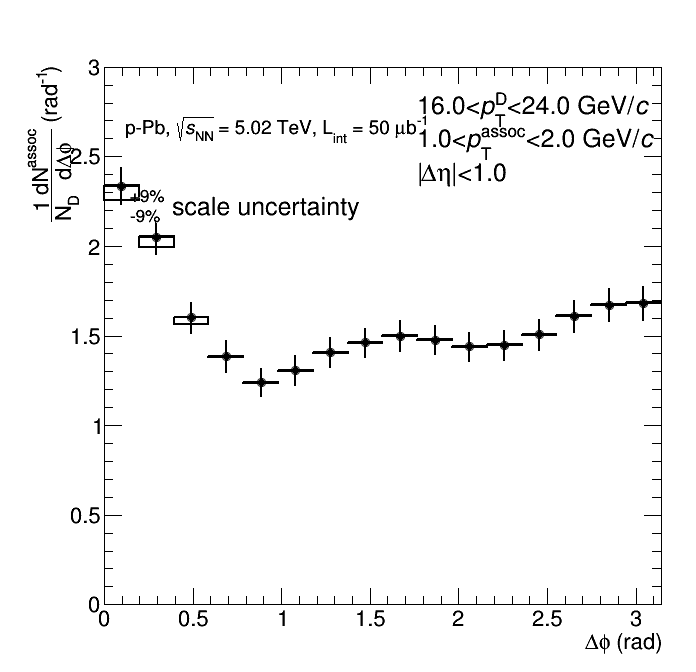 3
2.5
2
1.5
1
0.5
0
0 0.5 1 1.5 2 2.5 3
Δϕ (rad)
1 dN^assoc / N_D dΔϕ (rad^-1)
p-Pb, √s_NN = 5.02 TeV, L_int = 50 μb^-1
16.0<p_T^D<24.0 GeV/c
1.0<p_T^assoc<2.0 GeV/c
|Δη|<1.0
+9%
-9% scale uncertainty